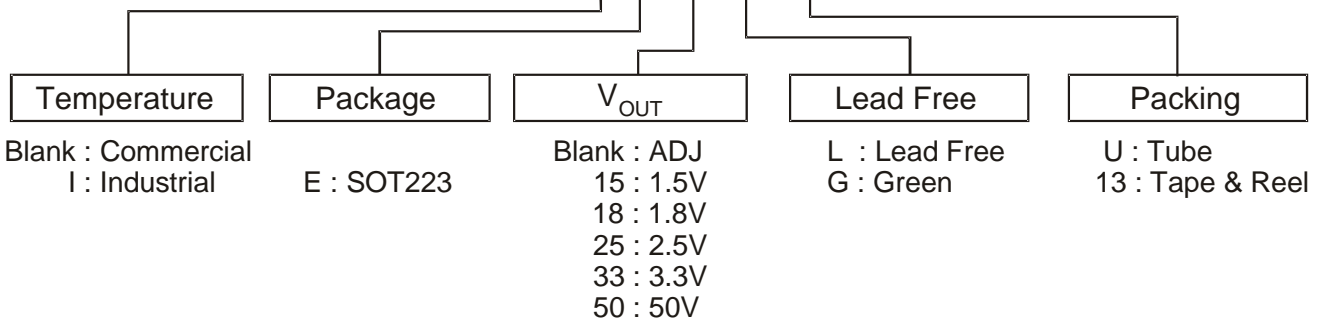 Temperature Package VOUT Lead Free Packing
Blank : Commercial Blank : ADJ L : Lead Free U : Tube
I : Industrial E : SOT223 15 : 1.5V G : Green 13 : Tape & Reel
18 : 1.8V
25 : 2.5V
33 : 3.3V
50 : 50V